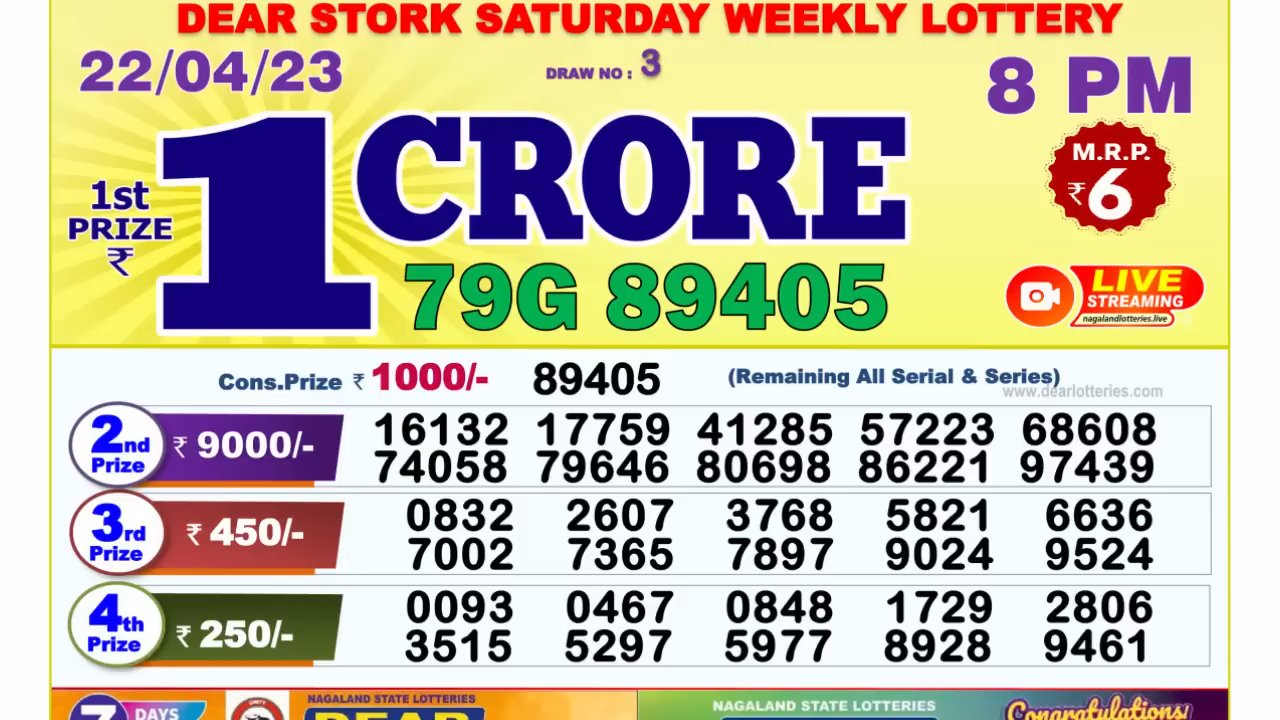 DEAR STORK SATURDAY WEEKLY LOTTERY
22/04/23
DRAW NO : 3
8 PM
1st
PRIZE
₹
1 CRORE
M.R.P.
₹6
79G 89405
LIVE
STREAMING
nagalandlotteries.live
Cons.Prize ₹ 1000/- 89405 (Remaining All Serial & Series)
www.dearlotteries.com
2nd
Prize
₹ 9000/-
16132 17759 41285 57223 68608
74058 79646 80698 86221 97439
3rd
Prize
₹ 450/-
0832 2607 3768 5821 6636
7002 7365 7897 9024 9524
4th
Prize
₹ 250/-
0093 0467 0848 1729 2806
3515 5297 5977 8928 9461
7 DAYS
UNITY
NAGALAND STATE LOTTERIES
DEAR
NAGALAND STATE LOTTERIES
Congratulations!